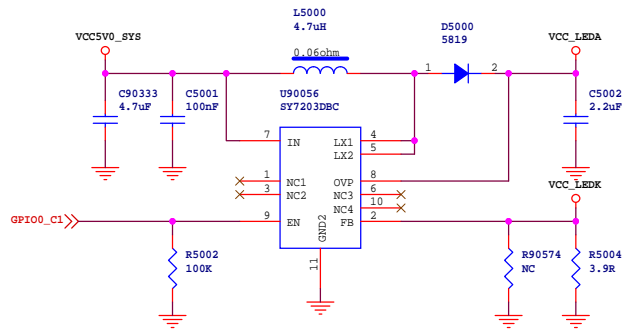 L5000
4.7uH
0.06ohm
D5000
5819
1
2
VCC5V0_SYS
VCC_LEDA
C90333
4.7uF
C5001
100nF
U90056
SY7203DBC
C5002
2.2uF
7
IN
LX1
4
LX2
5
1
NC1
OVP
8
3
NC2
NC3
6
NC4
10
9
EN
FB
2
GND2
11
VCC_LEDK
GPIO0_C1
R5002
100K
R90574
NC
R5004
3.9R